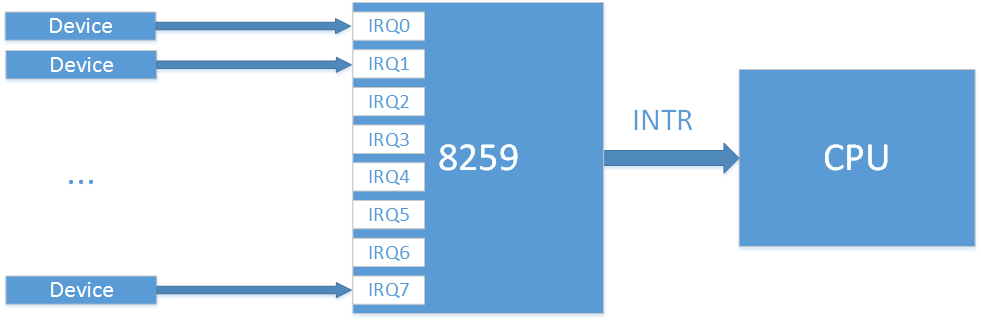 Device
Device
...
Device
IRQ0
IRQ1
IRQ2
IRQ3
IRQ4
IRQ5
IRQ6
IRQ7
8259
INTR
CPU